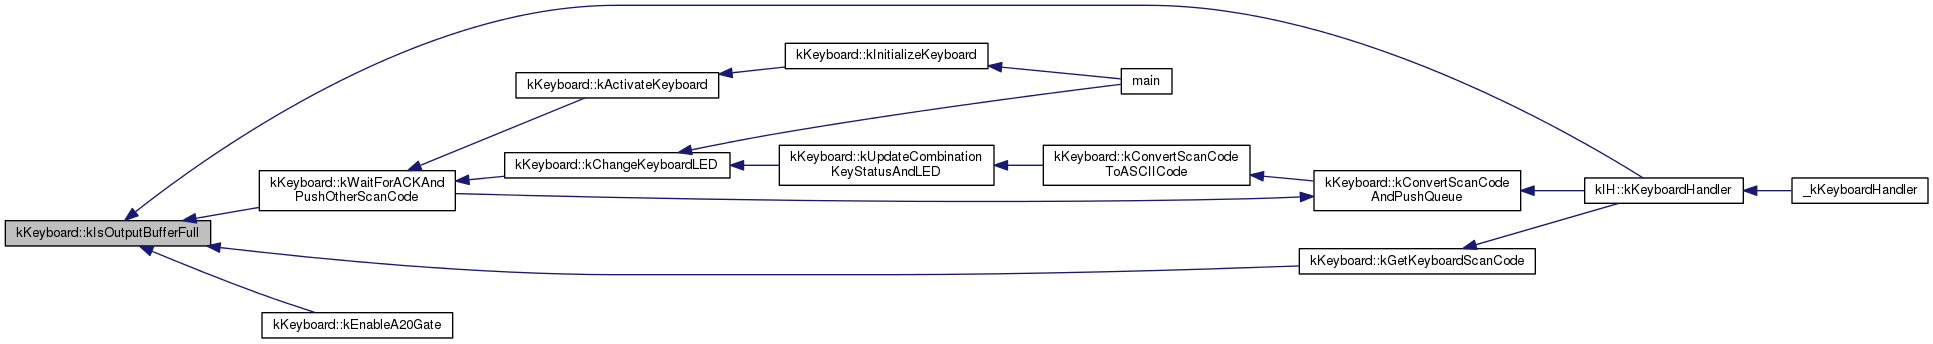 kKeyboard::kInitializeKeyboard
main
kKeyboard::kActivateKeyboard
kKeyboard::kChangeKeyboardLED
kKeyboard::kUpdateCombination
KeyStatusAndLED
kKeyboard::kConvertScanCode
ToASCIICode
kKeyboard::kWaitForACKAnd
PushOtherScanCode
kKeyboard::kConvertScanCode
AndPushQueue
kIH::kKeyboardHandler
_kKeyboardHandler
kKeyboard::kIsOutputBufferFull
kKeyboard::kGetKeyboardScanCode
kKeyboard::kEnableA20Gate